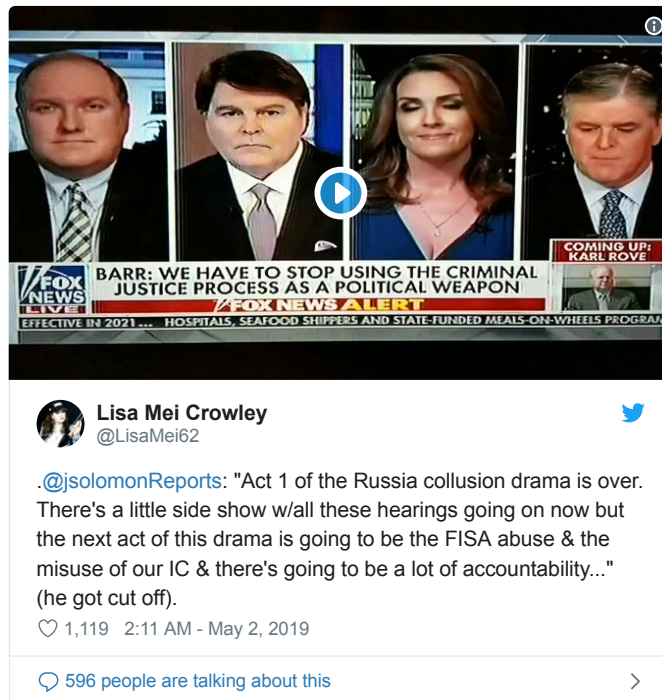 COMING UP:
KARL ROVE
FOX
NEWS
LIVE
BARR: WE HAVE TO STOP USING THE CRIMINAL
JUSTICE PROCESS AS A POLITICAL WEAPON
FOX NEWS ALERT
EFFECTIVE IN 2021... HOSPITALS, SEAFOOD SHIPPERS AND STATE-FUNDED MEALS-ON-WHEELS PROGRAM
Lisa Mei Crowley
@LisaMei62
.@jsolomonReports: "Act 1 of the Russia collusion drama is over.
There's a little side show w/all these hearings going on now but
the next act of this drama is going to be the FISA abuse & the
misuse of our IC & there's going to be a lot of accountability..."
(he got cut off).
1,119 2:11 AM - May 2, 2019
596 people are talking about this